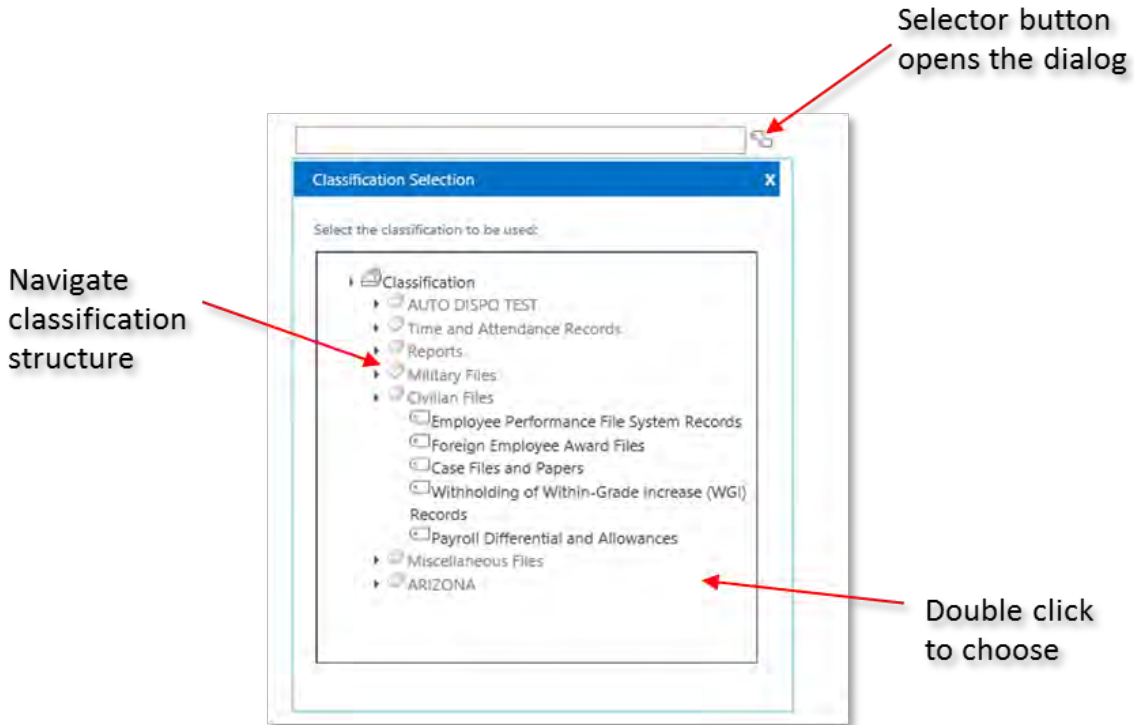 Selector button
opens the dialog
Classification Selection
X
Select the classification to be used:
Navigate
classification
structure
Classification
AUTO DISPO TEST
Time and Attendance Records
Reports
Military Files
Civilian Files
Employee Performance File System Records
Foreign Employee Award Files
Case Files and Papers
Withholding of Within-Grade Increase (WGI)
Records
Payroll Differential and Allowances
Miscellaneous Files
ARIZONA
Double click
to choose